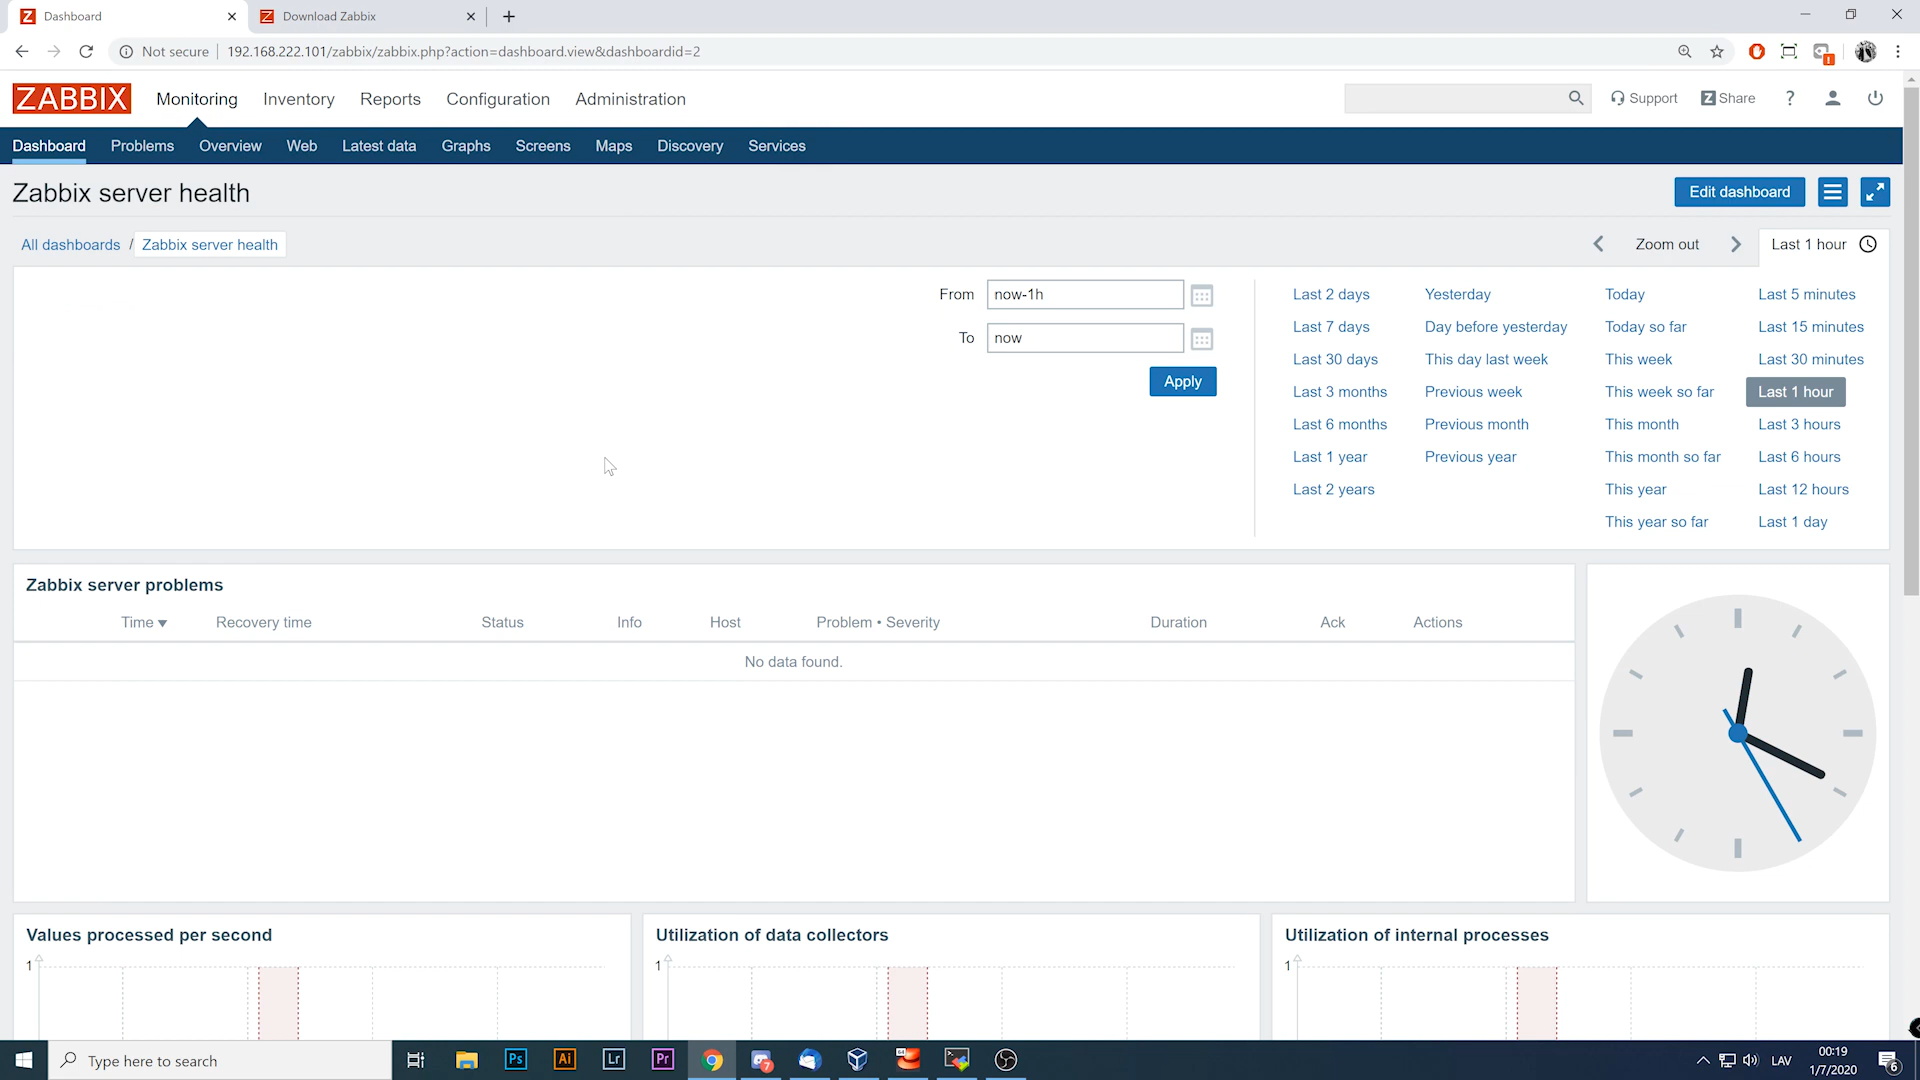 Dashboard
Download Zabbix
Not secure
192.168.222.101/zabbix/zabbix.php?action=dashboard.view&dashboardid=2
ZABBIX Monitoring Inventory Reports Configuration Administration
Support Z Share ?
Dashboard Problems Overview Web Latest data Graphs Screens Maps Discovery Services
Zabbix server health
Edit dashboard
All dashboards / Zabbix server health
Zoom out
Last 1 hour
From now-1h
To now
Apply
Last 2 days Yesterday Today Last 5 minutes
Last 7 days Day before yesterday Today so far Last 15 minutes
Last 30 days This day last week This week Last 30 minutes
Last 3 months Previous week This week so far Last 1 hour
Last 6 months Previous month This month Last 3 hours
Last 1 year Previous year This month so far Last 6 hours
Last 2 years This year Last 12 hours
This year so far Last 1 day
Zabbix server problems
Time Recovery time Status Info Host Problem • Severity Duration Ack Actions
No data found.
Values processed per second
1
Utilization of data collectors
1
Utilization of internal processes
1
Type here to search
Ps Ai Lr Pr 7 64
LAV
00:19
1/7/2020
6